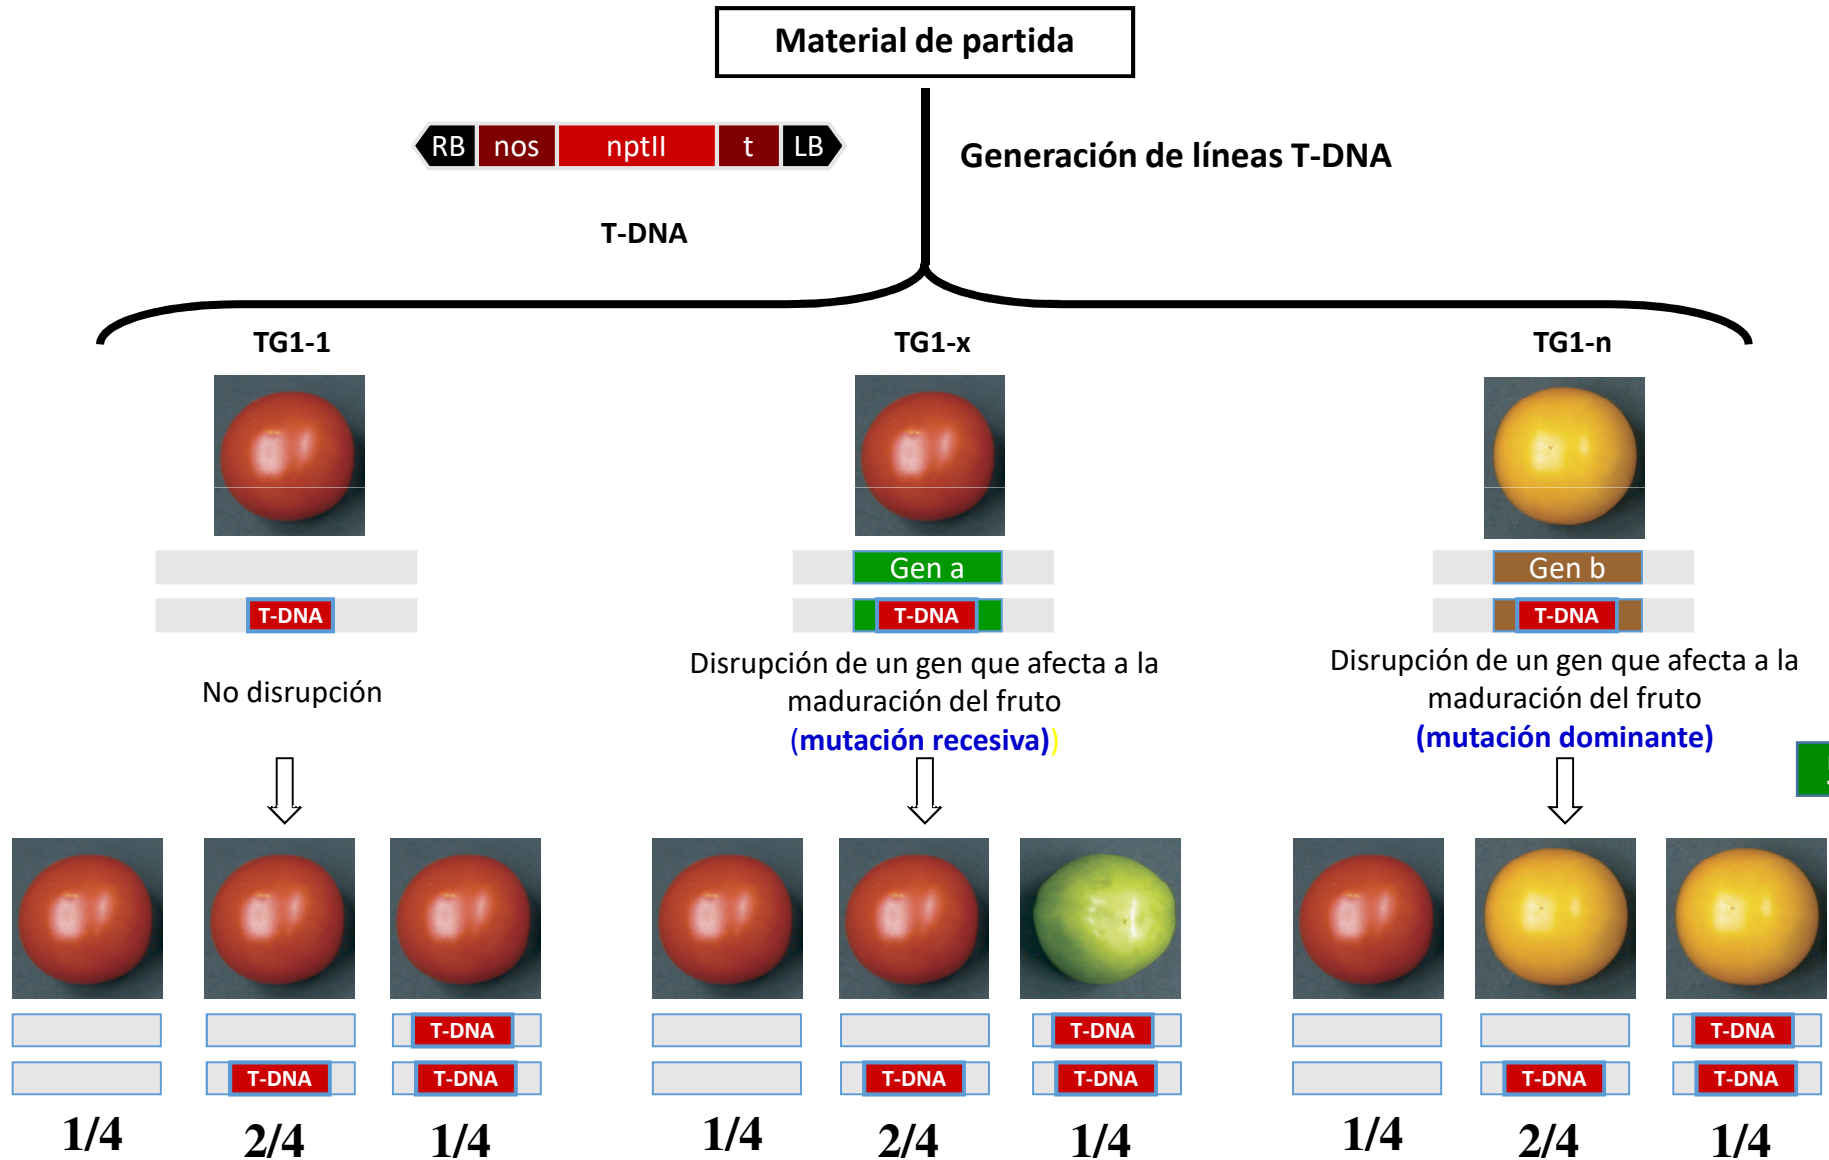 Material de partida
RB nos nptII t LB
Generación de líneas T-DNA
T-DNA
TG1-1
TG1-x
TG1-n
Gen a
Gen b
T-DNA
T-DNA
T-DNA
No disrupción
Disrupción de un gen que afecta a la
maduración del fruto
(mutación recesiva))
Disrupción de un gen que afecta a la
maduración del fruto
(mutación dominante)
T-DNA
T-DNA
T-DNA
T-DNA
T-DNA
T-DNA
T-DNA
T-DNA
T-DNA
1/4 2/4 1/4
1/4 2/4 1/4
1/4 2/4 1/4